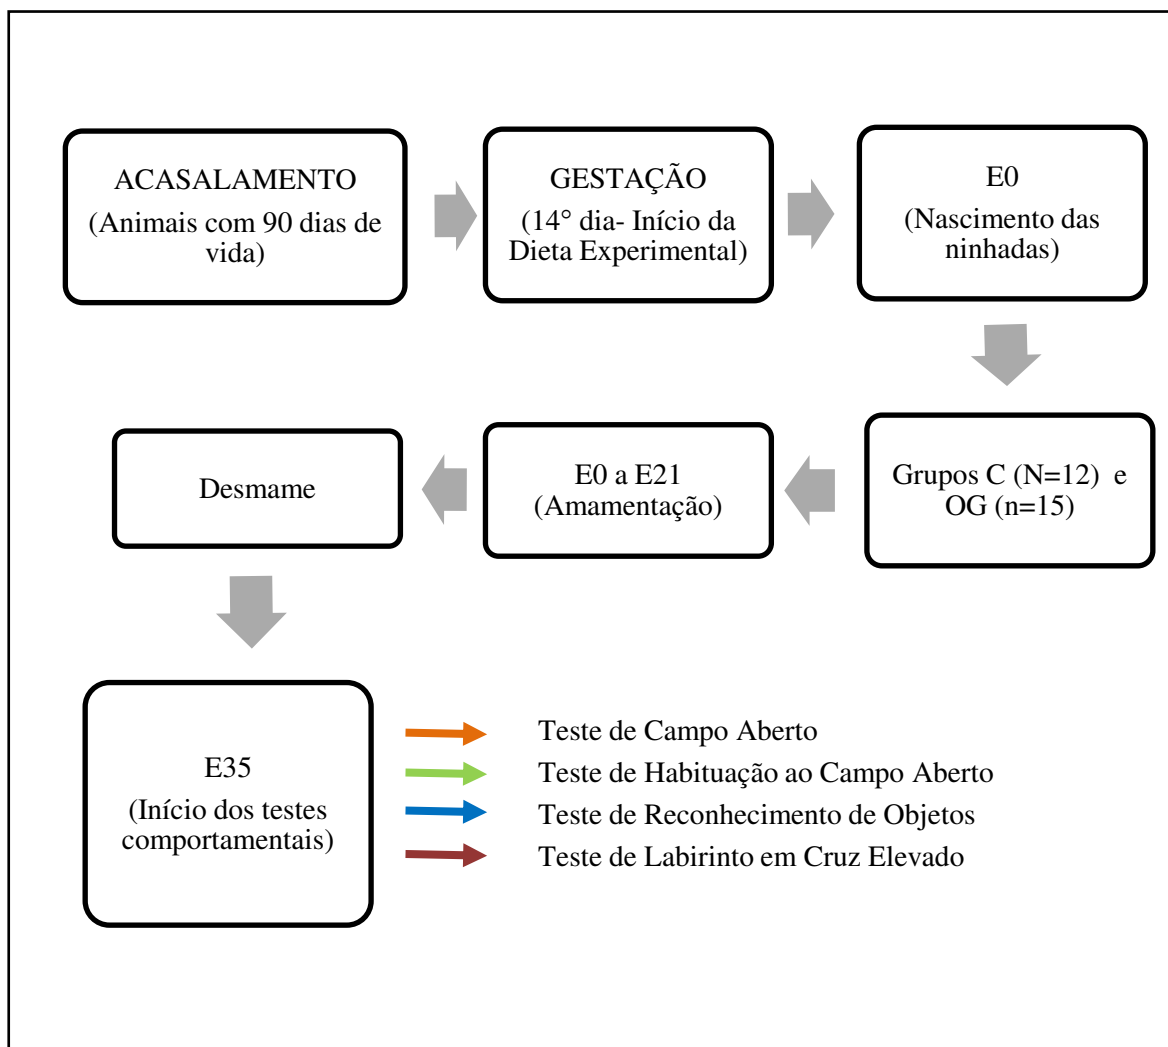 ACASALAMENTO
(Animais com 90 dias de
vida)
GESTAÇÃO
(14° dia- Início da
Dieta Experimental)
E0
(Nascimento das
ninhadas)
Grupos C (N=12) e
OG (n=15)
E0 a E21
(Amamentação)
Desmame
E35
(Início dos testes
comportamentais)
Teste de Campo Aberto
Teste de Habituação ao Campo Aberto
Teste de Reconhecimento de Objetos
Teste de Labirinto em Cruz Elevado